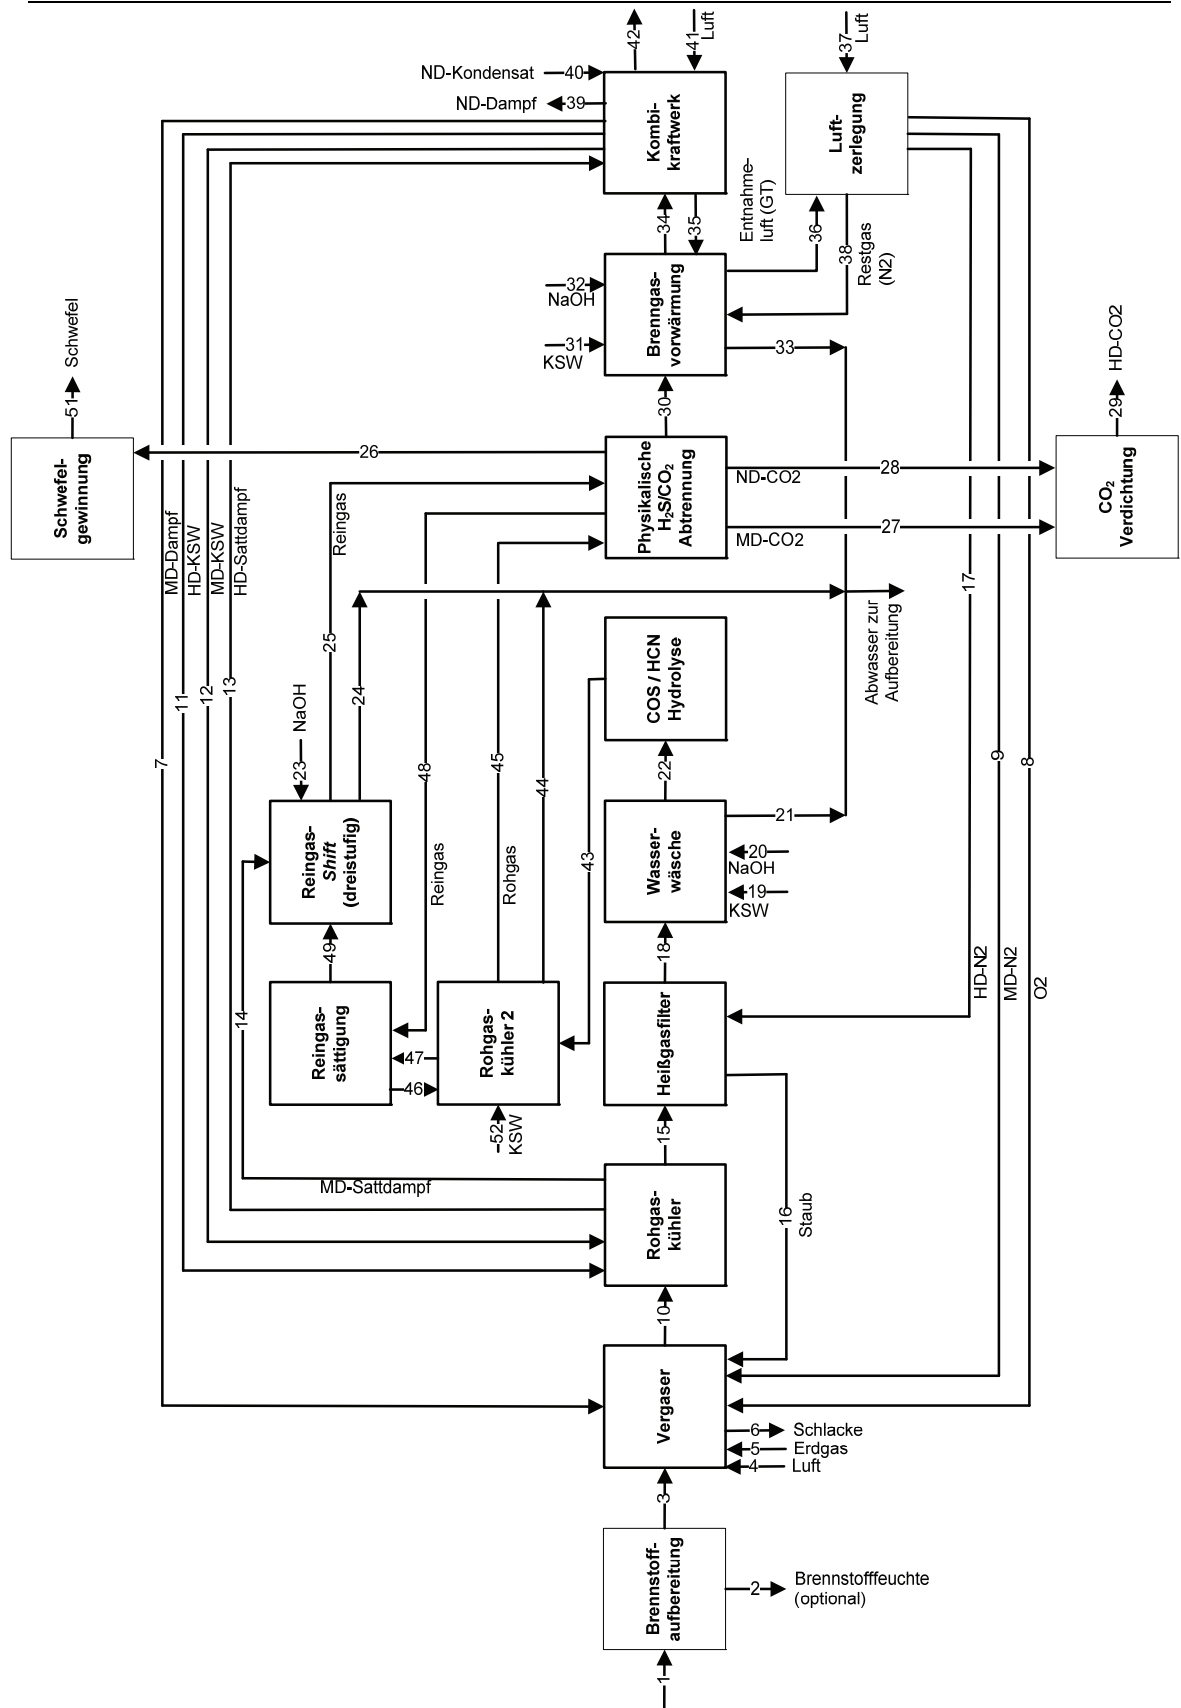 42
41
Luft
37
Luft
ND-Kondensat
40
ND-Dampf
39
Kombi-
kraftwerk
Luft-
zerlegung
34
35
Entnahme-
luft (GT)
36
38
Restgas
(N2)
32
NaOH
31
KSW
Brenngas-
vorwärmung
33
51
Schwefel
Schwefel-
gewinnung
26
30
29
HD-CO2
Physikalische
H₂S/CO₂
Abtrennung
ND-CO2
28
MD-CO2
27
CO₂
Verdichtung
MD-Dampf
HD-KSW
MD-KSW
HD-Sattdampf
Reingas
17
Abwasser zur
Aufbereitung
25
24
11
12
13
7
NaOH
23
48
45
44
COS / HCN
Hydrolyse
22
9
8
Reingas-
Shift
(dreistufig)
Reingas
Rohgas
43
Wasser-
wäsche
21
20
NaOH
19
KSW
49
18
HD-N2
MD-N2
O2
14
Reingas-
sättigung
47
46
Rohgas-
kühler 2
52
KSW
Heißgasfilter
15
MD-Sattdampf
Rohgas-
kühler
16
Staub
10
Vergaser
6
Schlacke
5
Erdgas
4
Luft
3
Brennstoff-
aufbereitung
2
Brennstofffeuchte
(optional)
1